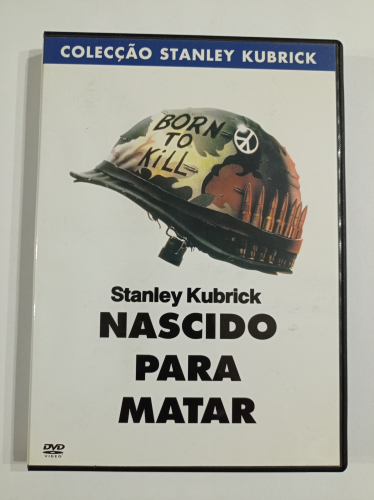 COLECÇÃO STANLEY KUBRICK
BORN
TO
KILL
Stanley Kubrick
NASCIDO
PARA
MATAR
DVD
VIDEO